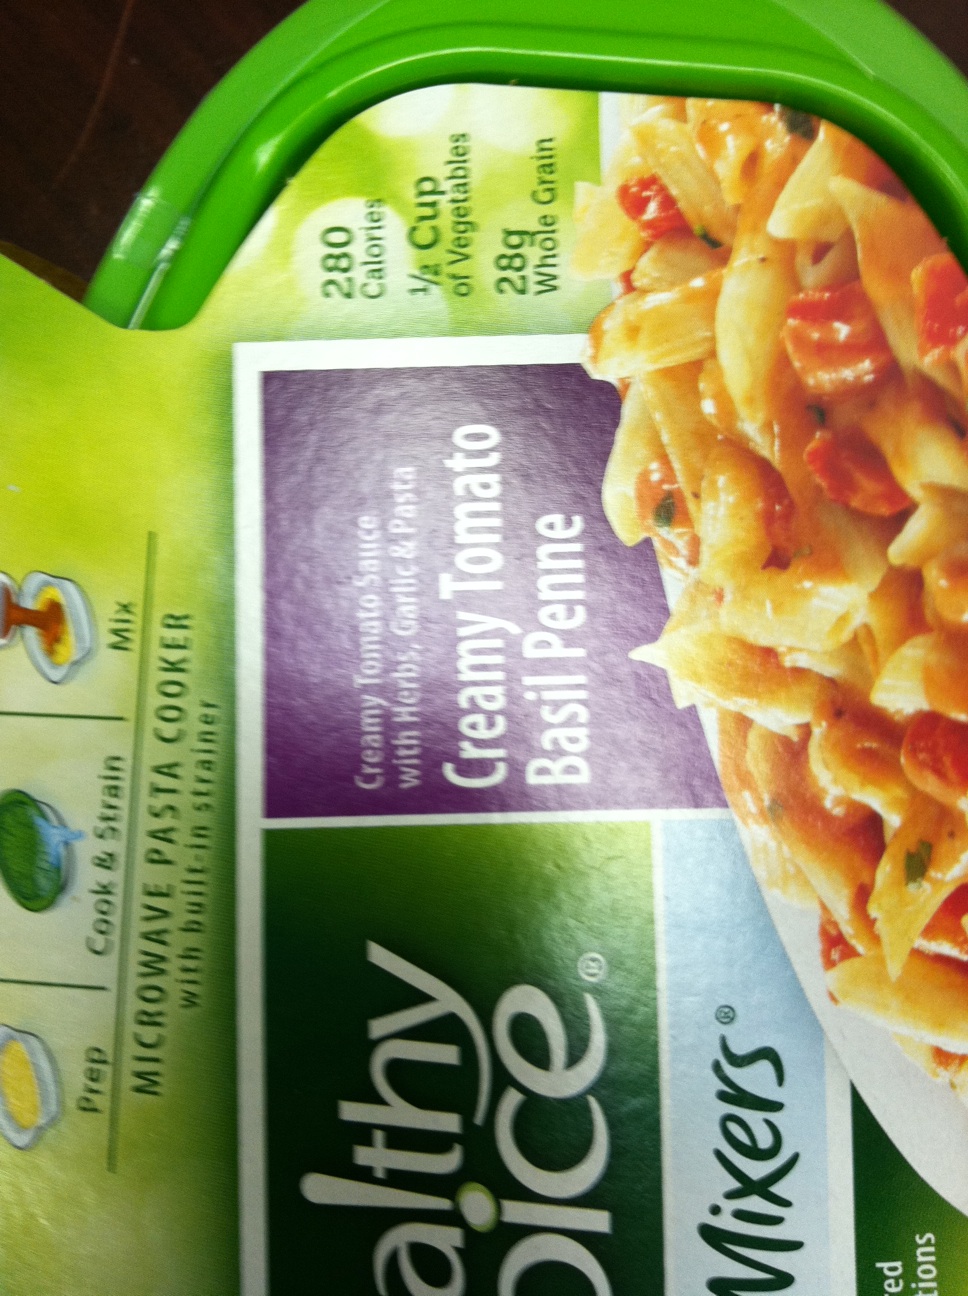 Prep
Cook & Strain
Mix
MICROWAVE PASTA COOKER
with built-in strainer
280
Calories
½ Cup
of Vegetables
28g
Whole Grain
Creamy Tomato Sauce
with Herbs, Garlic & Pasta
Creamy Tomato
Basil Penne
althy
oice®
Mixers®
red
tions